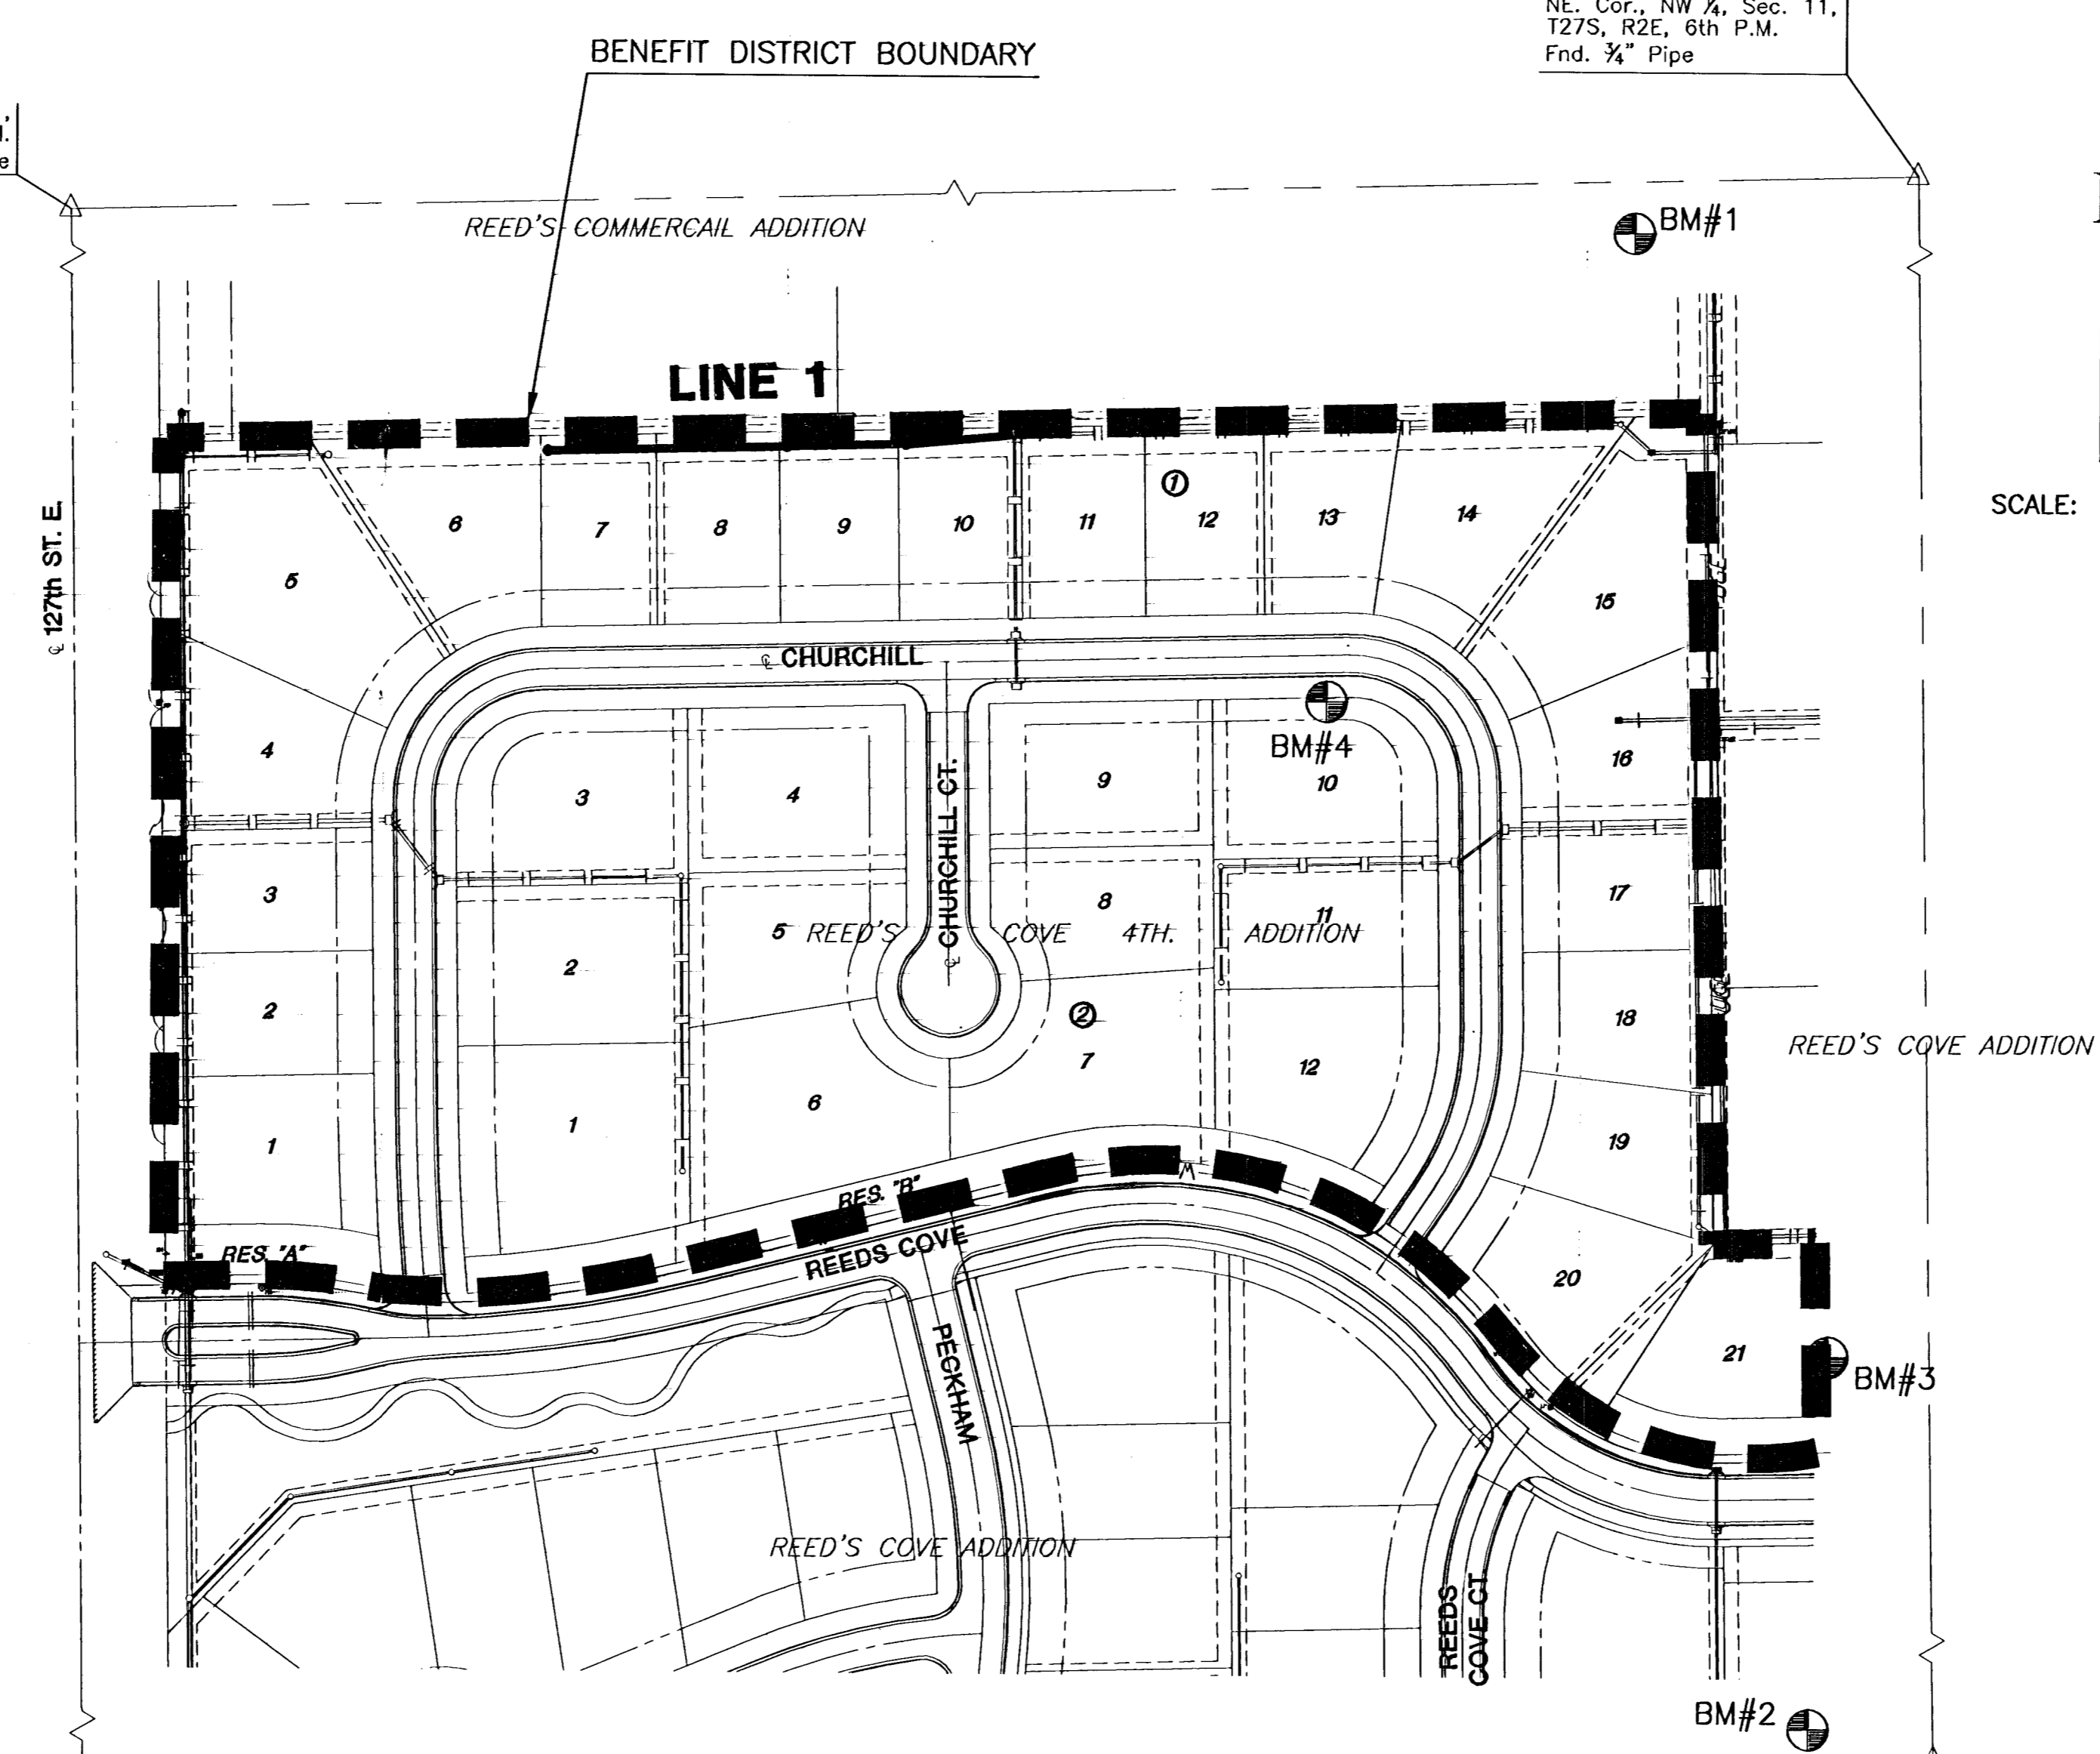 NE. Cor., NW ¼, Sec. 11,
T27S, R2E, 6th P.M.
Fnd. ¾" Pipe
BENEFIT DISTRICT BOUNDARY
REED'S COMMERCAIL ADDITION
BM#1
LINE 1
SCALE:
℄ 127th ST. E.
1
5
6
7
8
9
10
11
12
13
14
15
℄ CHURCHILL
BM#4
4
3
4
9
10
16
℄ CHURCHILL CT.
3
2
5
8
11
17
REED'S COVE 4TH. ADDITION
2
2
7
18
REED'S COVE ADDITION
UGE
1
1
6
12
19
RES. "A"
RES. "B"
REEDS COVE
20
21
PECKHAM
BM#3
REED'S COVE ADDITION
REEDS
COVE CT
BM#2